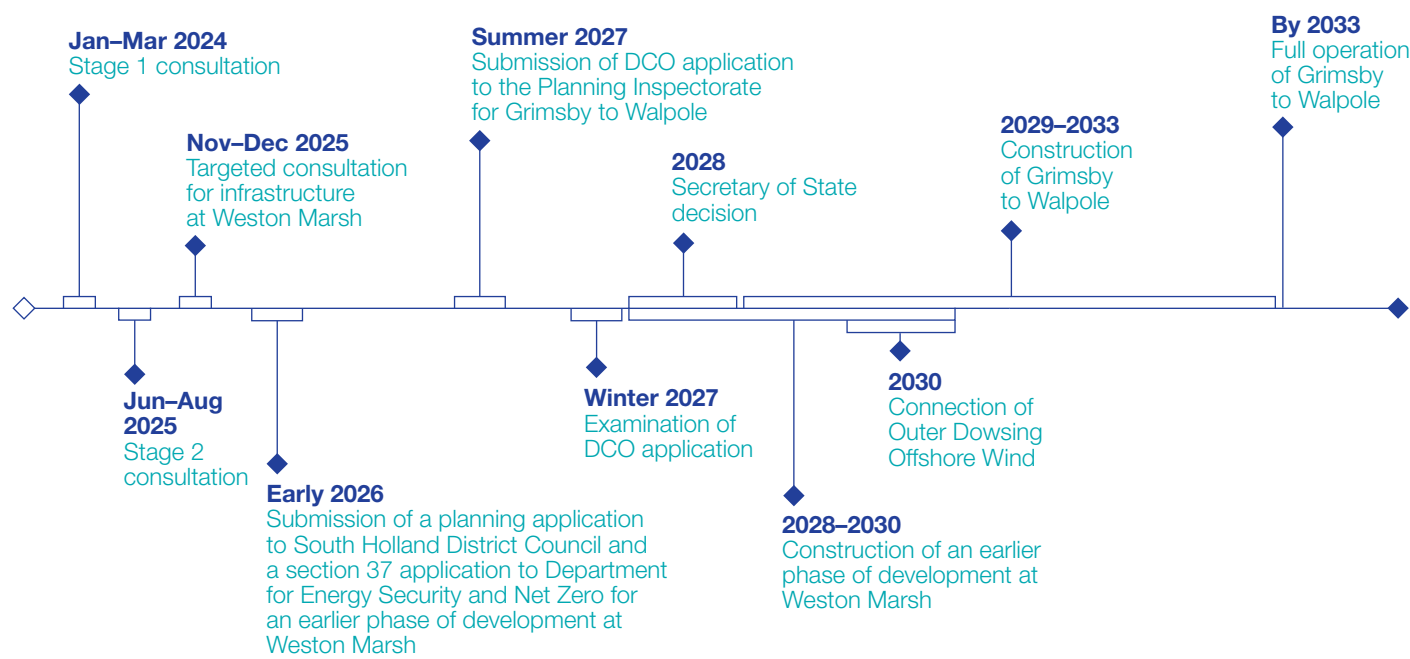 Jan–Mar 2024
Stage 1 consultation
Jun–Aug
2025
Stage 2
consultation
Nov–Dec 2025
Targeted consultation
for infrastructure
at Weston Marsh
Early 2026
Submission of a planning application
to South Holland District Council and
a section 37 application to Department
for Energy Security and Net Zero for
an earlier phase of development at
Weston Marsh
Summer 2027
Submission of DCO application
to the Planning Inspectorate
for Grimsby to Walpole
Winter 2027
Examination of
DCO application
2028
Secretary of State
decision
2028–2030
Construction of an earlier
phase of development at
Weston Marsh
2030
Connection of
Outer Dowsing
Offshore Wind
2029–2033
Construction
of Grimsby
to Walpole
By 2033
Full operation
of Grimsby
to Walpole